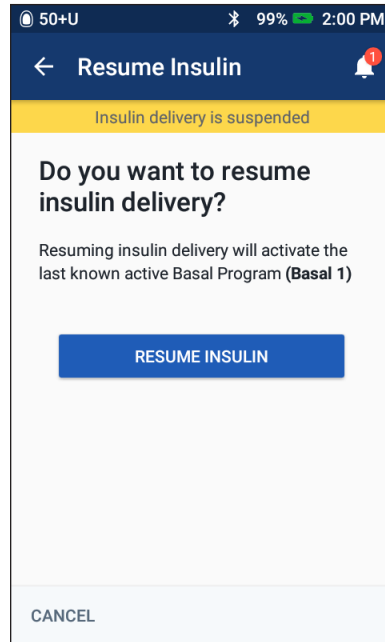 50+U 99% 2:00 PM
Resume Insulin 1
Insulin delivery is suspended
Do you want to resume
insulin delivery?
Resuming insulin delivery will activate the
last known active Basal Program (Basal 1)
RESUME INSULIN
CANCEL